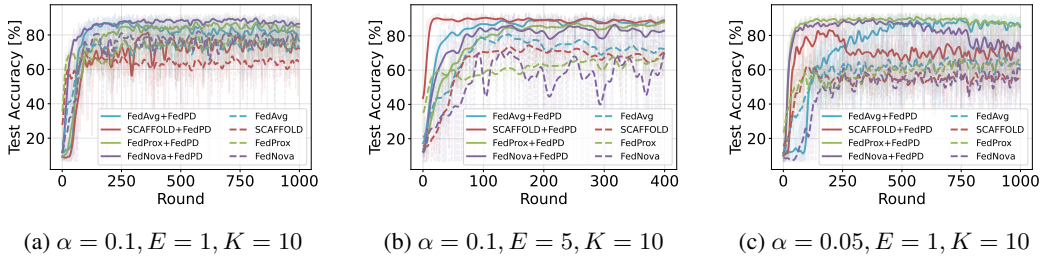 Test Accuracy [%]
80
60
40
20
FedAvg+FedPD
SCAFFOLD+FedPD
FedProx+FedPD
FedNova+FedPD
FedAvg
SCAFFOLD
FedProx
FedNova
0 250 500 750 1000
Round
(a) α = 0.1, E = 1, K = 10
Test Accuracy [%]
80
60
40
20
FedAvg+FedPD
SCAFFOLD+FedPD
FedProx+FedPD
FedNova+FedPD
FedAvg
SCAFFOLD
FedProx
FedNova
0 100 200 300 400
Round
(b) α = 0.1, E = 5, K = 10
Test Accuracy [%]
80
60
40
20
FedAvg+FedPD
SCAFFOLD+FedPD
FedProx+FedPD
FedNova+FedPD
FedAvg
SCAFFOLD
FedProx
FedNova
0 250 500 750 1000
Round
(c) α = 0.05, E = 1, K = 10